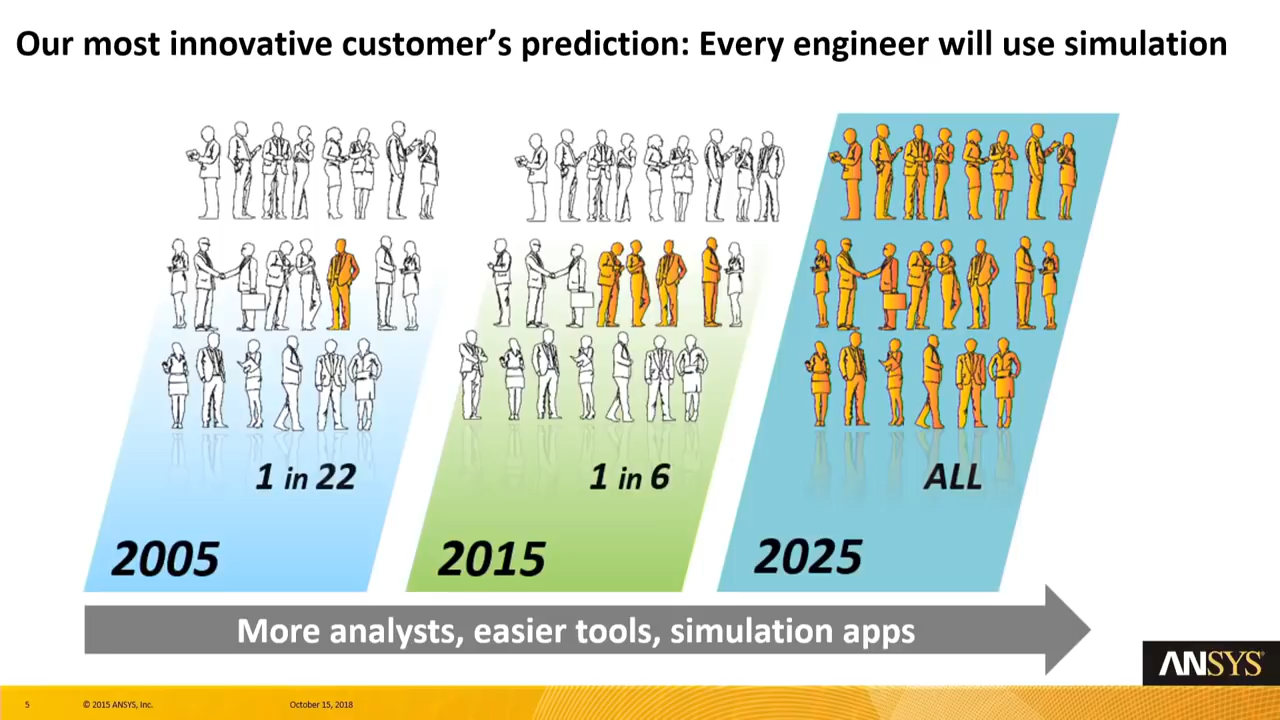 Our most innovative customer’s prediction: Every engineer will use simulation
1 in 22
1 in 6
ALL
2005
2015
2025
More analysts, easier tools, simulation apps
ANSYS®
5
© 2015 ANSYS, Inc.
October 15, 2018